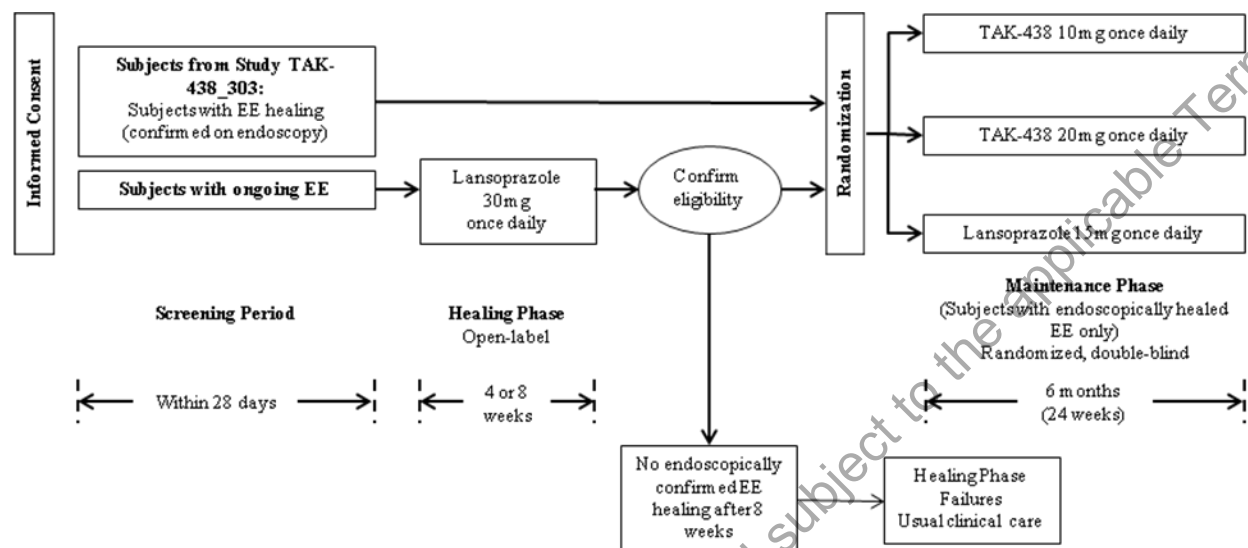 Informed Consent
Subjects from Study TAK-
438_303:
Subjects with EE healing
(confirmed on endoscopy)
Subjects with ongoing EE
Lansoprazole
30mg
once daily
Confirm
eligibility
Randomization
TAK-438 10mg once daily
TAK-438 20mg once daily
Lansoprazole 15mg once daily
Screening Period
Healing Phase
Open-label
Maintenance Phase
(Subjects with endoscopically healed
EE only)
Randomized, double-blind
Within 28 days
4 or 8
weeks
6 months
(24 weeks)
No endoscopically
confirmed EE
healing after 8
weeks
Healing Phase
Failures
Usual clinical care
subject to the applicable